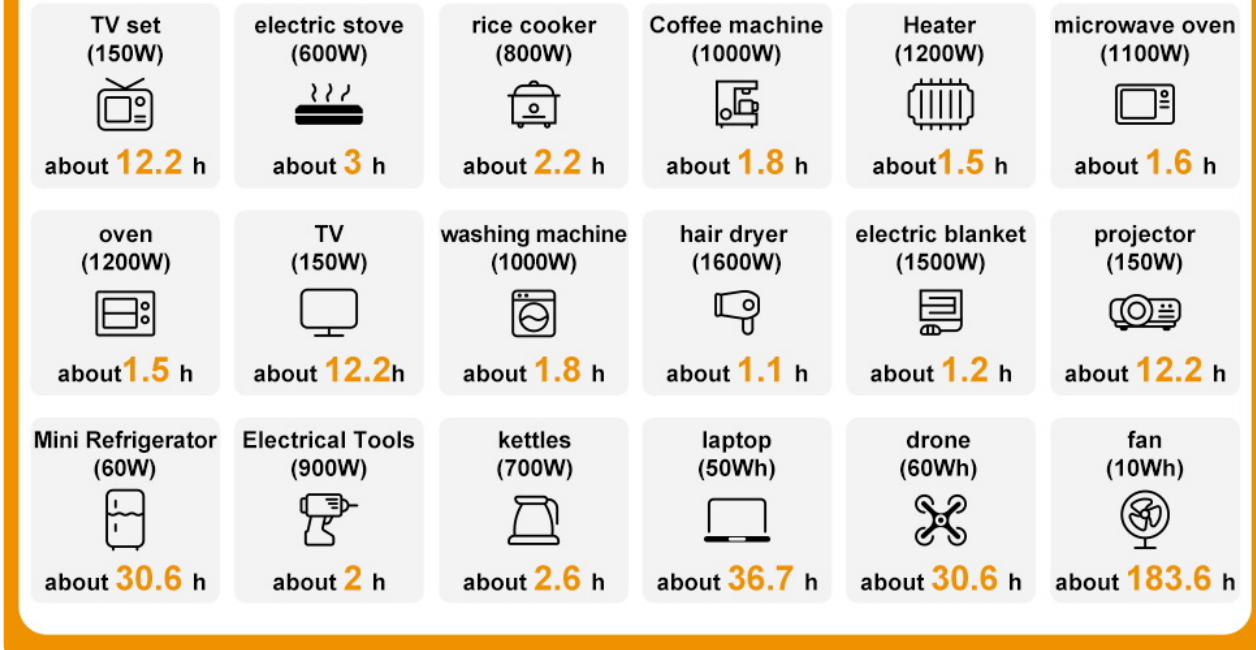 TV set
(150W)
about 12.2 h
electric stove
(600W)
about 3 h
rice cooker
(800W)
about 2.2 h
Coffee machine
(1000W)
about 1.8 h
Heater
(1200W)
about1.5 h
microwave oven
(1100W)
about 1.6 h
oven
(1200W)
about1.5 h
TV
(150W)
about 12.2h
washing machine
(1000W)
about 1.8 h
hair dryer
(1600W)
about 1.1 h
electric blanket
(1500W)
about 1.2 h
projector
(150W)
about 12.2 h
Mini Refrigerator
(60W)
about 30.6 h
Electrical Tools
(900W)
about 2 h
kettles
(700W)
about 2.6 h
laptop
(50Wh)
about 36.7 h
drone
(60Wh)
about 30.6 h
fan
(10Wh)
about 183.6 h